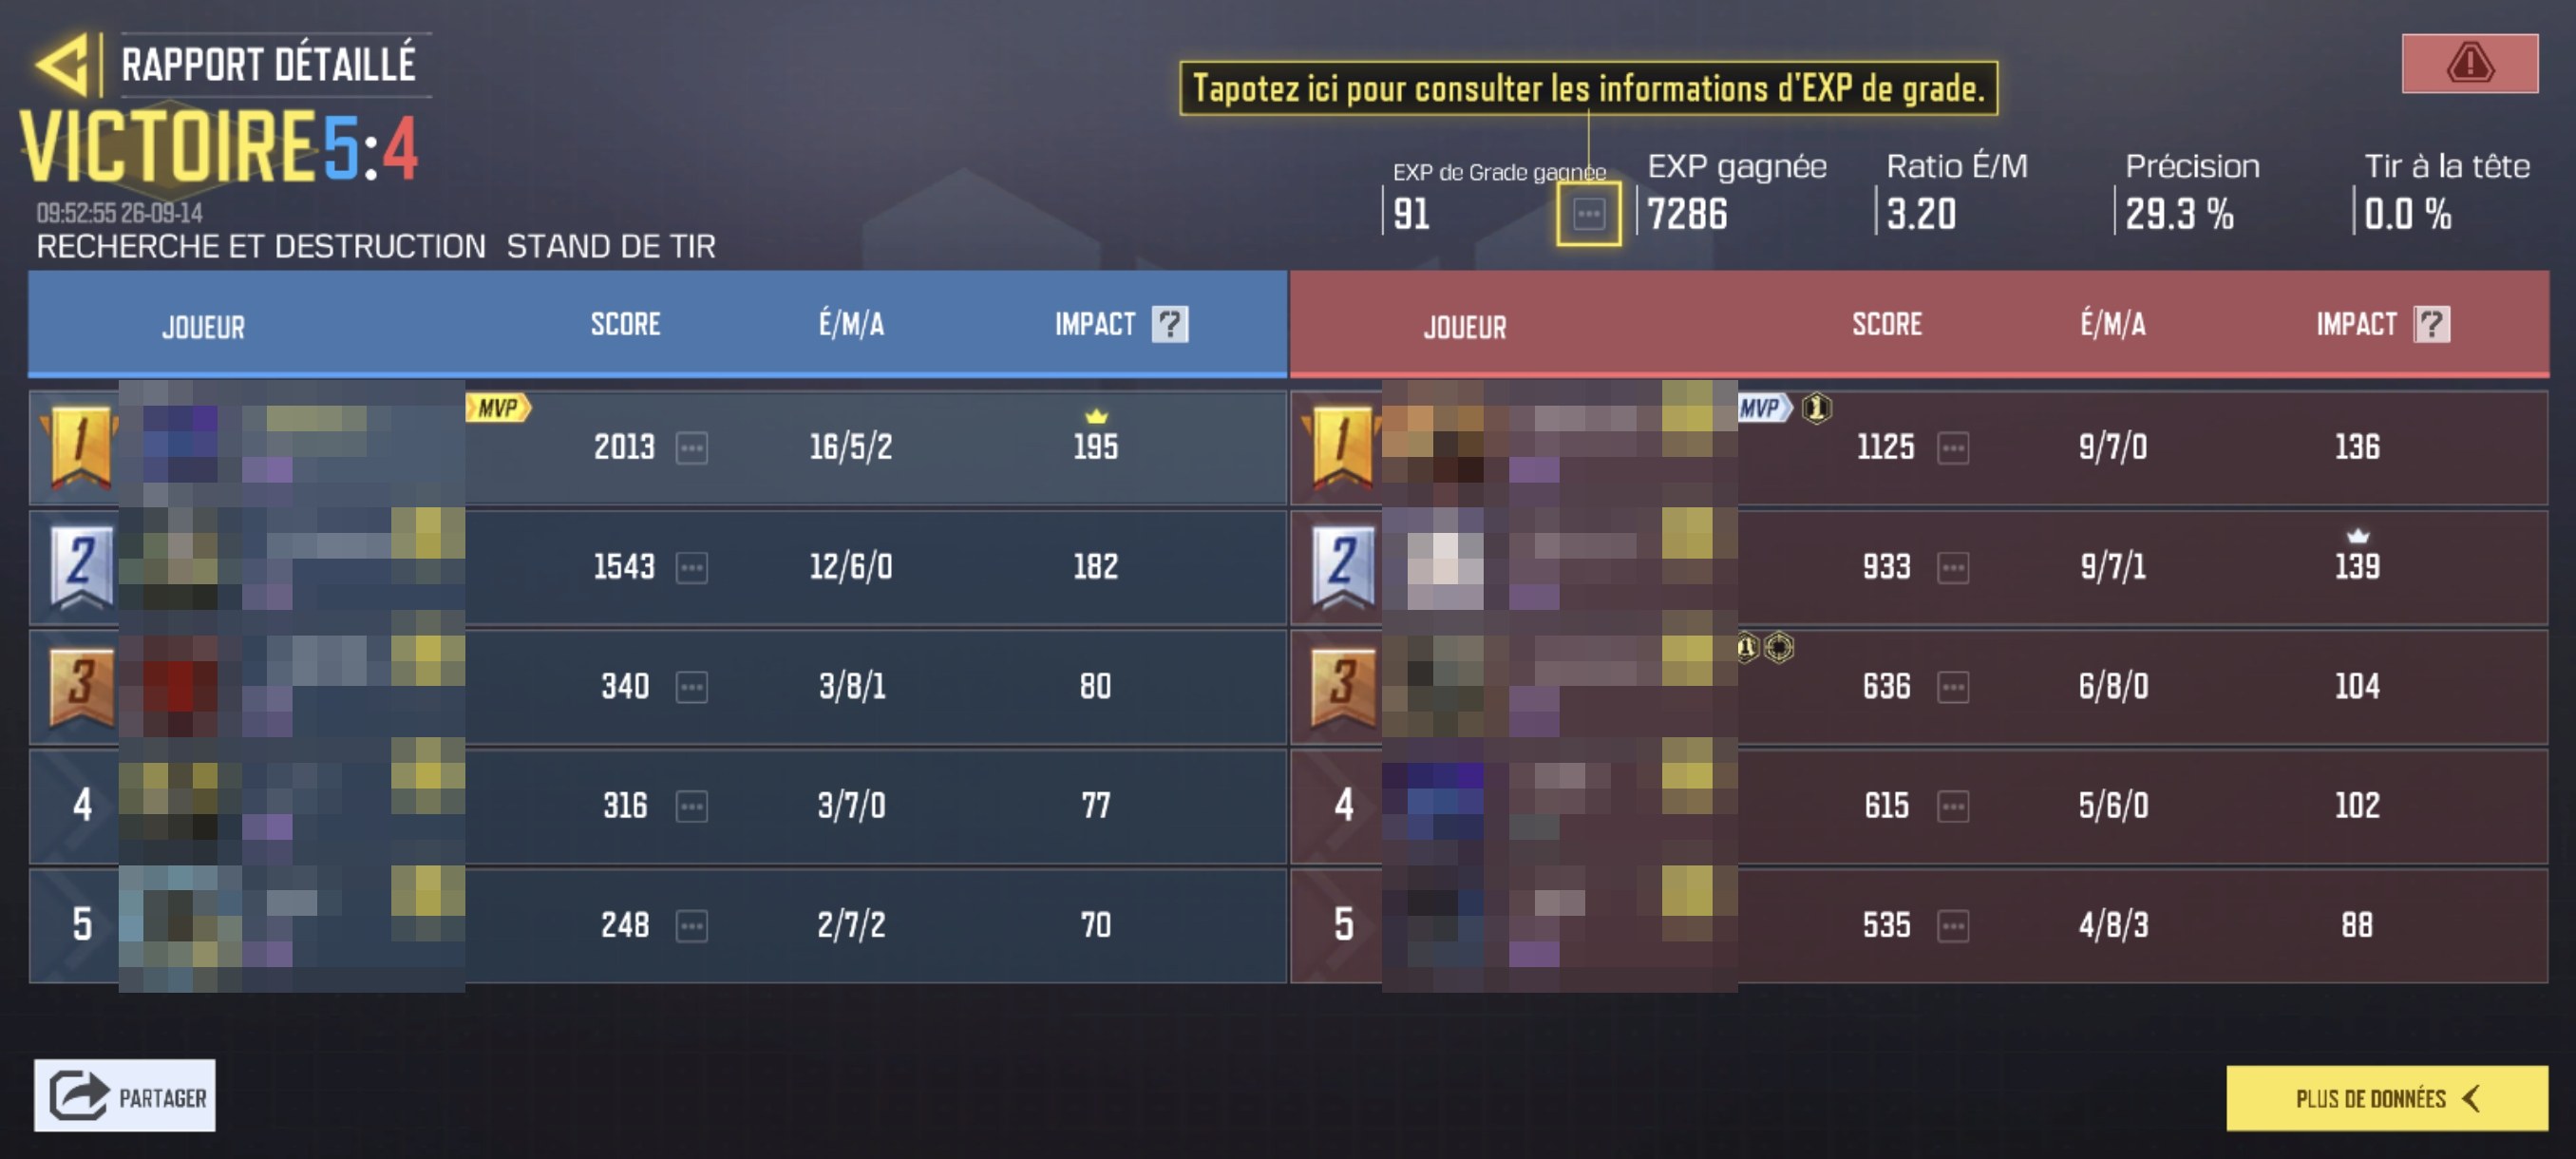 RAPPORT DÉTAILLÉ
VICTOIRE 5:4
09:52:55 26-09-14
RECHERCHE ET DESTRUCTION STAND DE TIR
Tapotez ici pour consulter les informations d'EXP de grade.
EXP de Grade gagnée EXP gagnée Ratio É/M Précision Tir à la tête
91 7286 3.20 29.3 % 0.0 %
JOUEUR SCORE É/M/A IMPACT ? JOUEUR SCORE É/M/A IMPACT ?
1 MVP 2013 16/5/2 195 1 MVP 1 1125 9/7/0 136
2 1543 12/6/0 182 2 933 9/7/1 139
3 340 3/8/1 80 3 636 6/8/0 104
4 316 3/7/0 77 4 615 5/6/0 102
5 248 2/7/2 70 5 535 4/8/3 88
PARTAGER PLUS DE DONNÉES